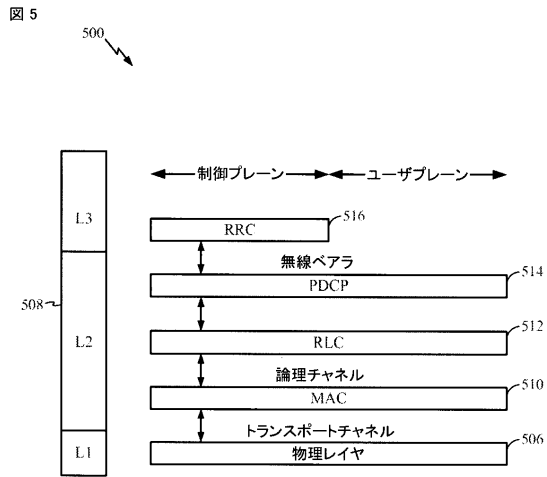 図 5
500
制御プレーン
ユーザプレーン
L3
RRC
516
無線ベアラ
514
PDCP
508
L2
512
RLC
論理チャネル
510
MAC
トランスポートチャネル
506
L1
物理レイヤ